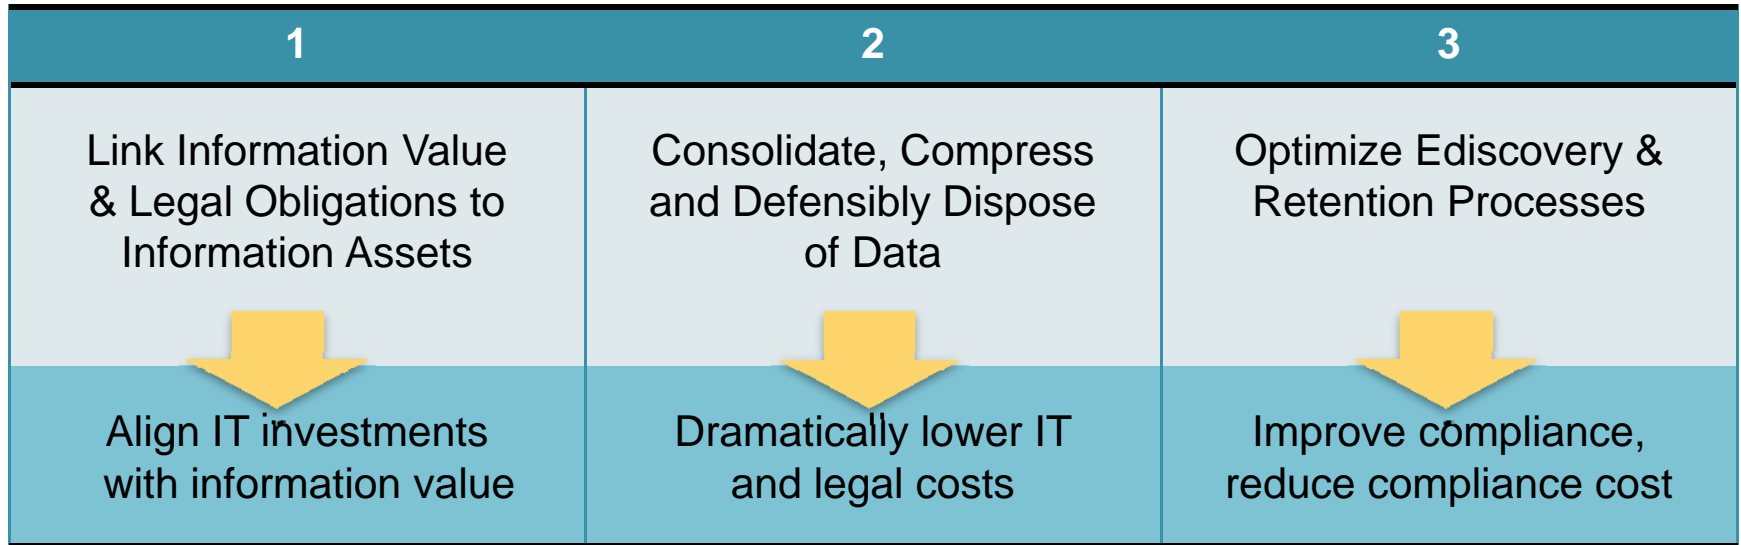 1
2
3
Link Information Value
& Legal Obligations to
Information Assets
Consolidate, Compress
and Defensibly Dispose
of Data
Optimize Ediscovery &
Retention Processes
Align IT investments
with information value
Dramatically lower IT
and legal costs
Improve compliance,
reduce compliance cost